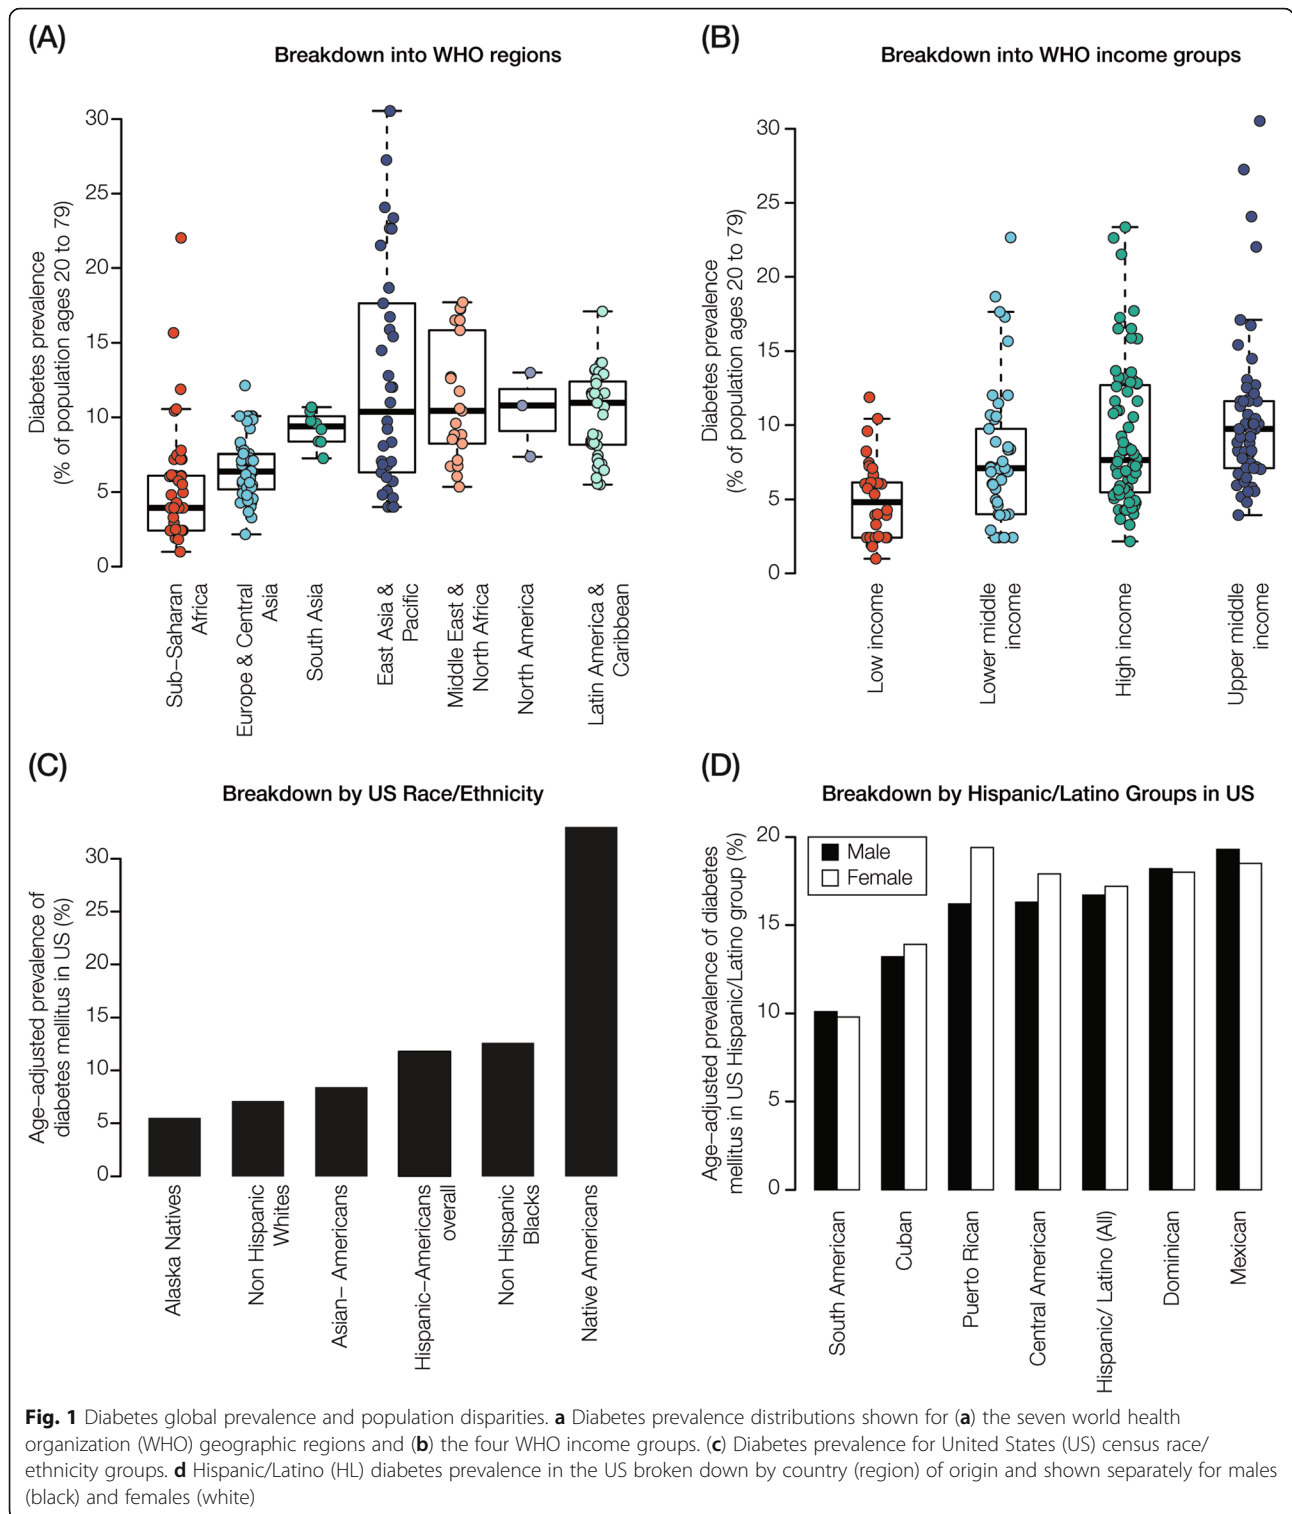 (A)
Breakdown into WHO regions
Diabetes prevalence
(% of population ages 20 to 79)
30
25
20
15
10
5
0
Sub–Saharan
Africa
Europe & Central
Asia
South Asia
East Asia &
Pacific
Middle East &
North Africa
North America
Latin America &
Caribbean
(B)
Breakdown into WHO income groups
Diabetes prevalence
(% of population ages 20 to 79)
30
25
20
15
10
5
0
Low income
Lower middle
income
High income
Upper middle
income
(C)
Breakdown by US Race/Ethnicity
Age–adjusted prevalence of
diabetes mellitus in US (%)
30
25
20
15
10
5
0
Alaska Natives
Non Hispanic
Whites
Asian– Americans
Hispanic–Americans
overall
Non Hispanic
Blacks
Native Americans
(D)
Breakdown by Hispanic/Latino Groups in US
Age–adjusted prevalence of diabetes
mellitus in US Hispanic/Latino group (%)
20
15
10
5
0
Male
Female
South American
Cuban
Puerto Rican
Central American
Hispanic/ Latino (All)
Dominican
Mexican
Fig. 1 Diabetes global prevalence and population disparities. a Diabetes prevalence distributions shown for (a) the seven world health
organization (WHO) geographic regions and (b) the four WHO income groups. (c) Diabetes prevalence for United States (US) census race/
ethnicity groups. d Hispanic/Latino (HL) diabetes prevalence in the US broken down by country (region) of origin and shown separately for males
(black) and females (white)